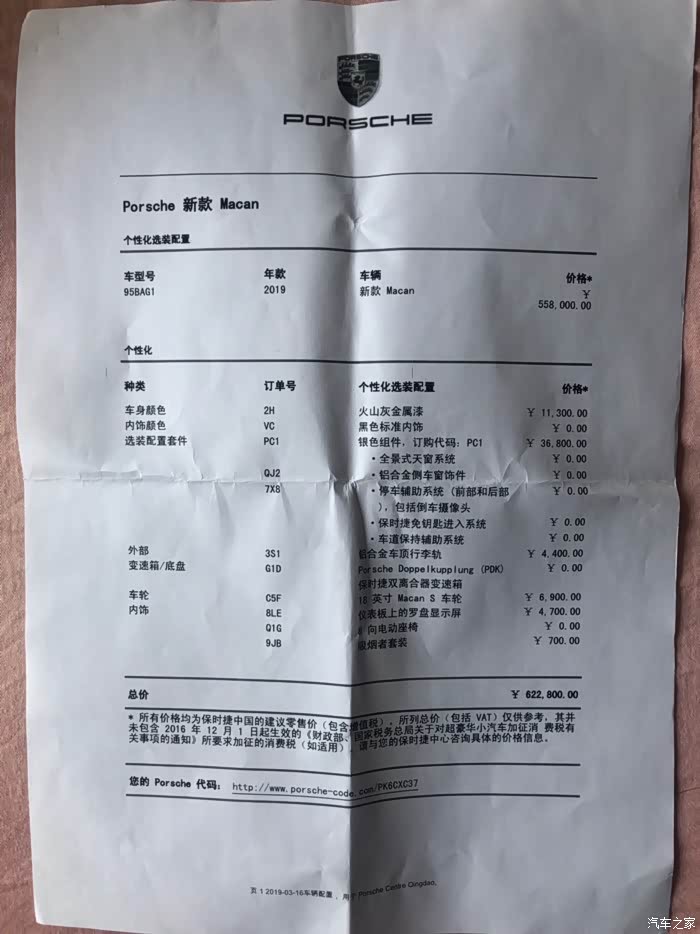 PORSCHE
PORSCHE
Porsche 新款 Macan
个性化选装配置
车型号 年款 车辆 价格*
95BAG1 2019 新款 Macan ￥
558,000.00
个性化
种类 订单号 个性化选装配置 价格*
车身颜色 2H 火山灰金属漆 ￥ 11,300.00
内饰颜色 VC 黑色标准内饰 ￥ 0.00
选装配置套件 PC1 银色组件，订购代码：PC1 ￥ 36,800.00
·全景式天窗系统 ￥ 0.00
QJ2 ·铝合金侧车窗饰件 ￥ 0.00
7X8 ·停车辅助系统 (前部和后部 ￥ 0.00
)，包括倒车摄像头
·保时捷免钥匙进入系统 ￥ 0.00
·车道保持辅助系统 ￥ 0.00
外部 3S1 铝合金车顶行李轨 ￥ 4,400.00
变速箱/底盘 G1D Porsche Doppelkupplung (PDK) ￥ 0.00
保时捷双离合器变速箱
车轮 C5F 英寸 Macan S 车轮 ￥ 6,900.00
内饰 8LE 仪表板上的罗盘显示屏 ￥ 4,700.00
Q1G 向电动座椅 ￥ 0.00
9JB 吸烟者套装 ￥ 700.00
总价 ￥ 622,800.00
* 所有价格均为保时捷中国的建议零售价（包含增值税），所列总价（包括 VAT）仅供参考，其并
未包含 2016 年 12 月 1 日起生效的《财政部、国家税务总局关于对超豪华小汽车加征消 费税有
关事项的通知》所要求加征的消费税（如适用），请与您的保时捷中心咨询具体的价格信息。
您的 Porsche 代码： http://www.porsche-code.com/PK6CXC37
页 1 2019-03-16车辆配置 ，用于 Porsche Centre Qingdao,
汽车之家